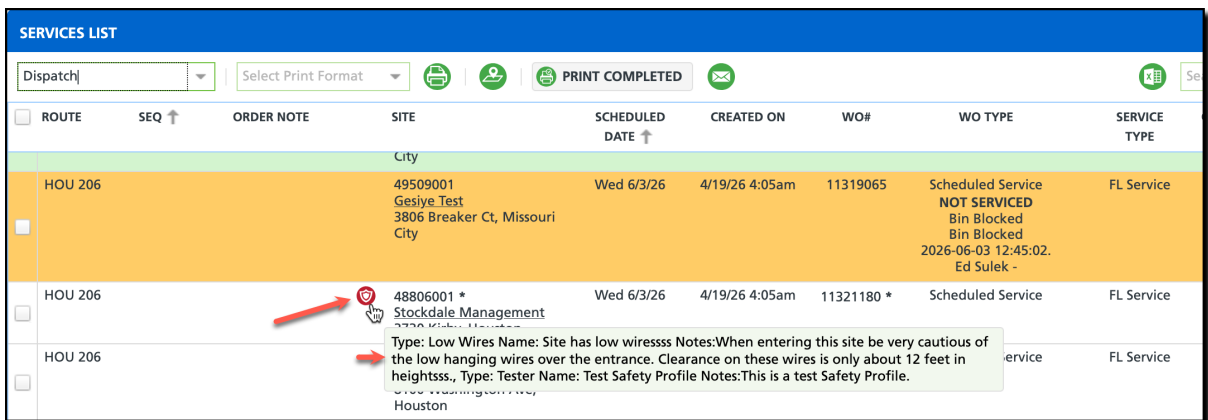 SERVICES LIST
Dispatch
Select Print Format
PRINT COMPLETED
ROUTE SEQ ORDER NOTE SITE SCHEDULED DATE CREATED ON WO# WO TYPE SERVICE TYPE
City
HOU 206 49509001 Wed 6/3/26 4/19/26 4:05am 11319065 Scheduled Service FL Service
Gesiye Test NOT SERVICED
3806 Breaker Ct, Missouri Bin Blocked
City Bin Blocked
2026-06-03 12:45:02.
Ed Sulek -
HOU 206 48806001 * Wed 6/3/26 4/19/26 4:05am 11321180 * Scheduled Service FL Service
Stockdale Management
Type: Low Wires Name: Site has low wiressss Notes:When entering this site be very cautious of
the low hanging wires over the entrance. Clearance on these wires is only about 12 feet in
heightsss., Type: Tester Name: Test Safety Profile Notes:This is a test Safety Profile.
HOU 206 FL Service
Houston